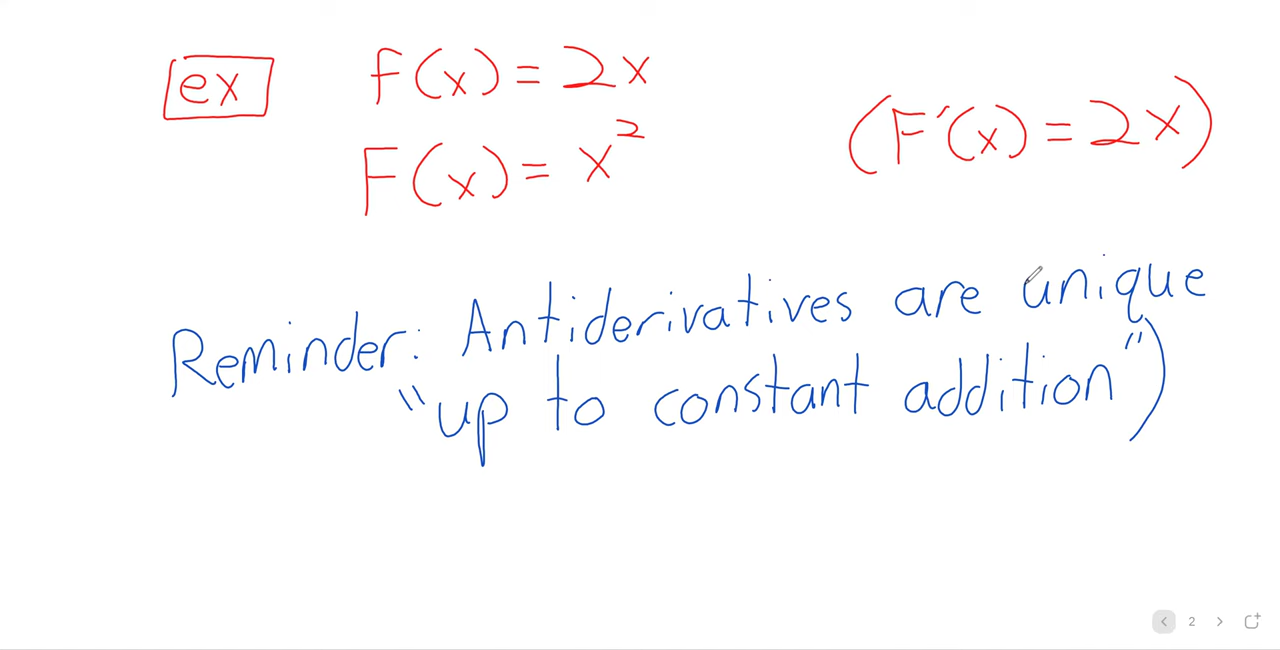 ex f(x) = 2x
F(x) = x² (F'(x) = 2x)
Reminder: Antiderivatives are unique
"up to constant addition")
2